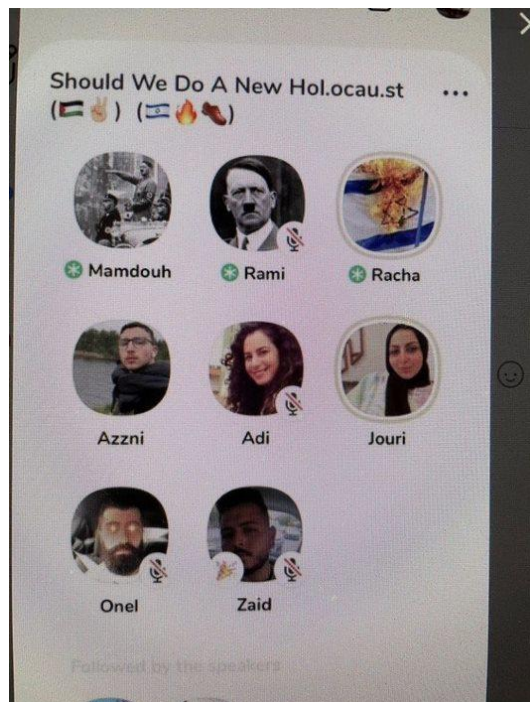 Should We Do A New Hol.ocau.st
(🇵🇸✌🏼) (🇮🇱🔥👞)
Mamdouh Rami Racha
Azzni Adi Jouri
Onel Zaid
Followed by the speakers